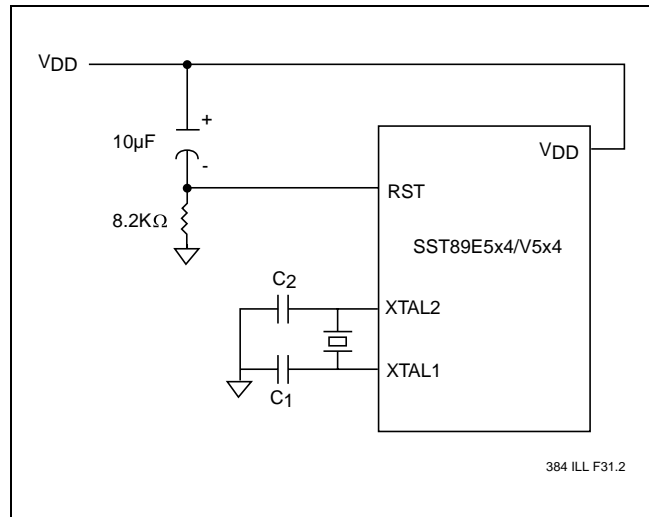 VDD
+
10µF
-
VDD
RST
8.2KΩ
SST89E5x4/V5x4
C2
XTAL2
XTAL1
C1
384 ILL F31.2